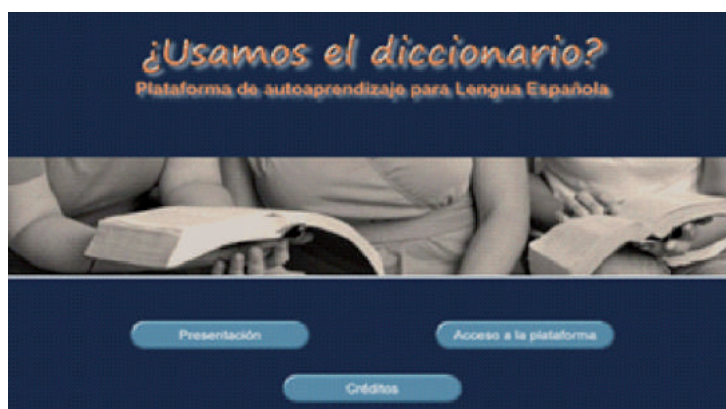 ¿Usamos el diccionario?
Plataforma de autoaprendizaje para Lengua Española
Presentación
Acceso a la plataforma
Créditos